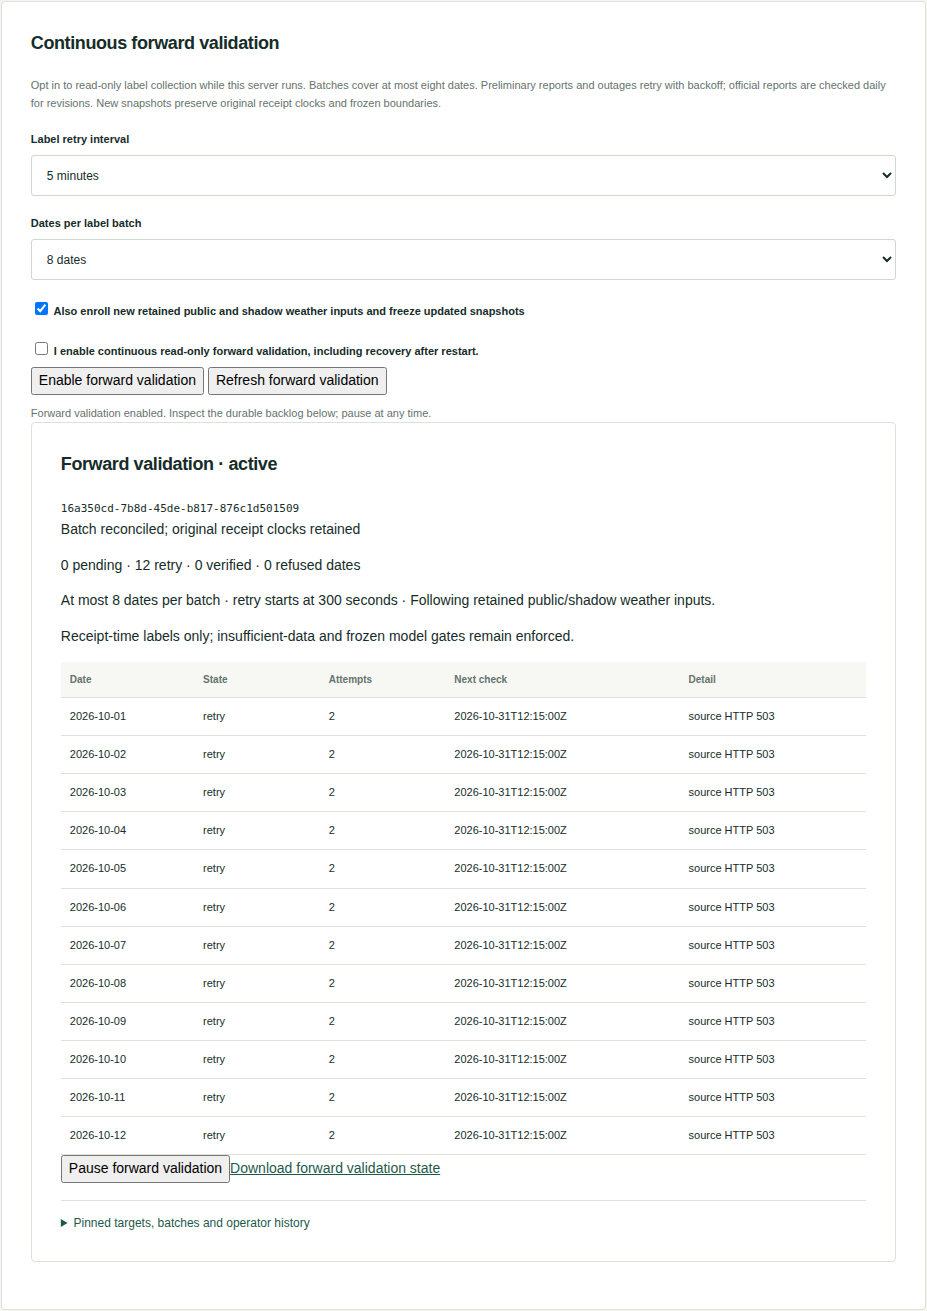 Continuous forward validation
Opt in to read-only label collection while this server runs. Batches cover at most eight dates. Preliminary reports and outages retry with backoff; official reports are checked daily
for revisions. New snapshots preserve original receipt clocks and frozen boundaries.
Label retry interval
5 minutes
Dates per label batch
8 dates
Also enroll new retained public and shadow weather inputs and freeze updated snapshots
I enable continuous read-only forward validation, including recovery after restart.
Enable forward validation Refresh forward validation
Forward validation enabled. Inspect the durable backlog below; pause at any time.
Forward validation · active
16a350cd-7b8d-45de-b817-876c1d501509
Batch reconciled; original receipt clocks retained
0 pending · 12 retry · 0 verified · 0 refused dates
At most 8 dates per batch · retry starts at 300 seconds · Following retained public/shadow weather inputs.
Receipt-time labels only; insufficient-data and frozen model gates remain enforced.
Date State Attempts Next check Detail
2026-10-01 retry 2 2026-10-31T12:15:00Z source HTTP 503
2026-10-02 retry 2 2026-10-31T12:15:00Z source HTTP 503
2026-10-03 retry 2 2026-10-31T12:15:00Z source HTTP 503
2026-10-04 retry 2 2026-10-31T12:15:00Z source HTTP 503
2026-10-05 retry 2 2026-10-31T12:15:00Z source HTTP 503
2026-10-06 retry 2 2026-10-31T12:15:00Z source HTTP 503
2026-10-07 retry 2 2026-10-31T12:15:00Z source HTTP 503
2026-10-08 retry 2 2026-10-31T12:15:00Z source HTTP 503
2026-10-09 retry 2 2026-10-31T12:15:00Z source HTTP 503
2026-10-10 retry 2 2026-10-31T12:15:00Z source HTTP 503
2026-10-11 retry 2 2026-10-31T12:15:00Z source HTTP 503
2026-10-12 retry 2 2026-10-31T12:15:00Z source HTTP 503
Pause forward validation Download forward validation state
Pinned targets, batches and operator history